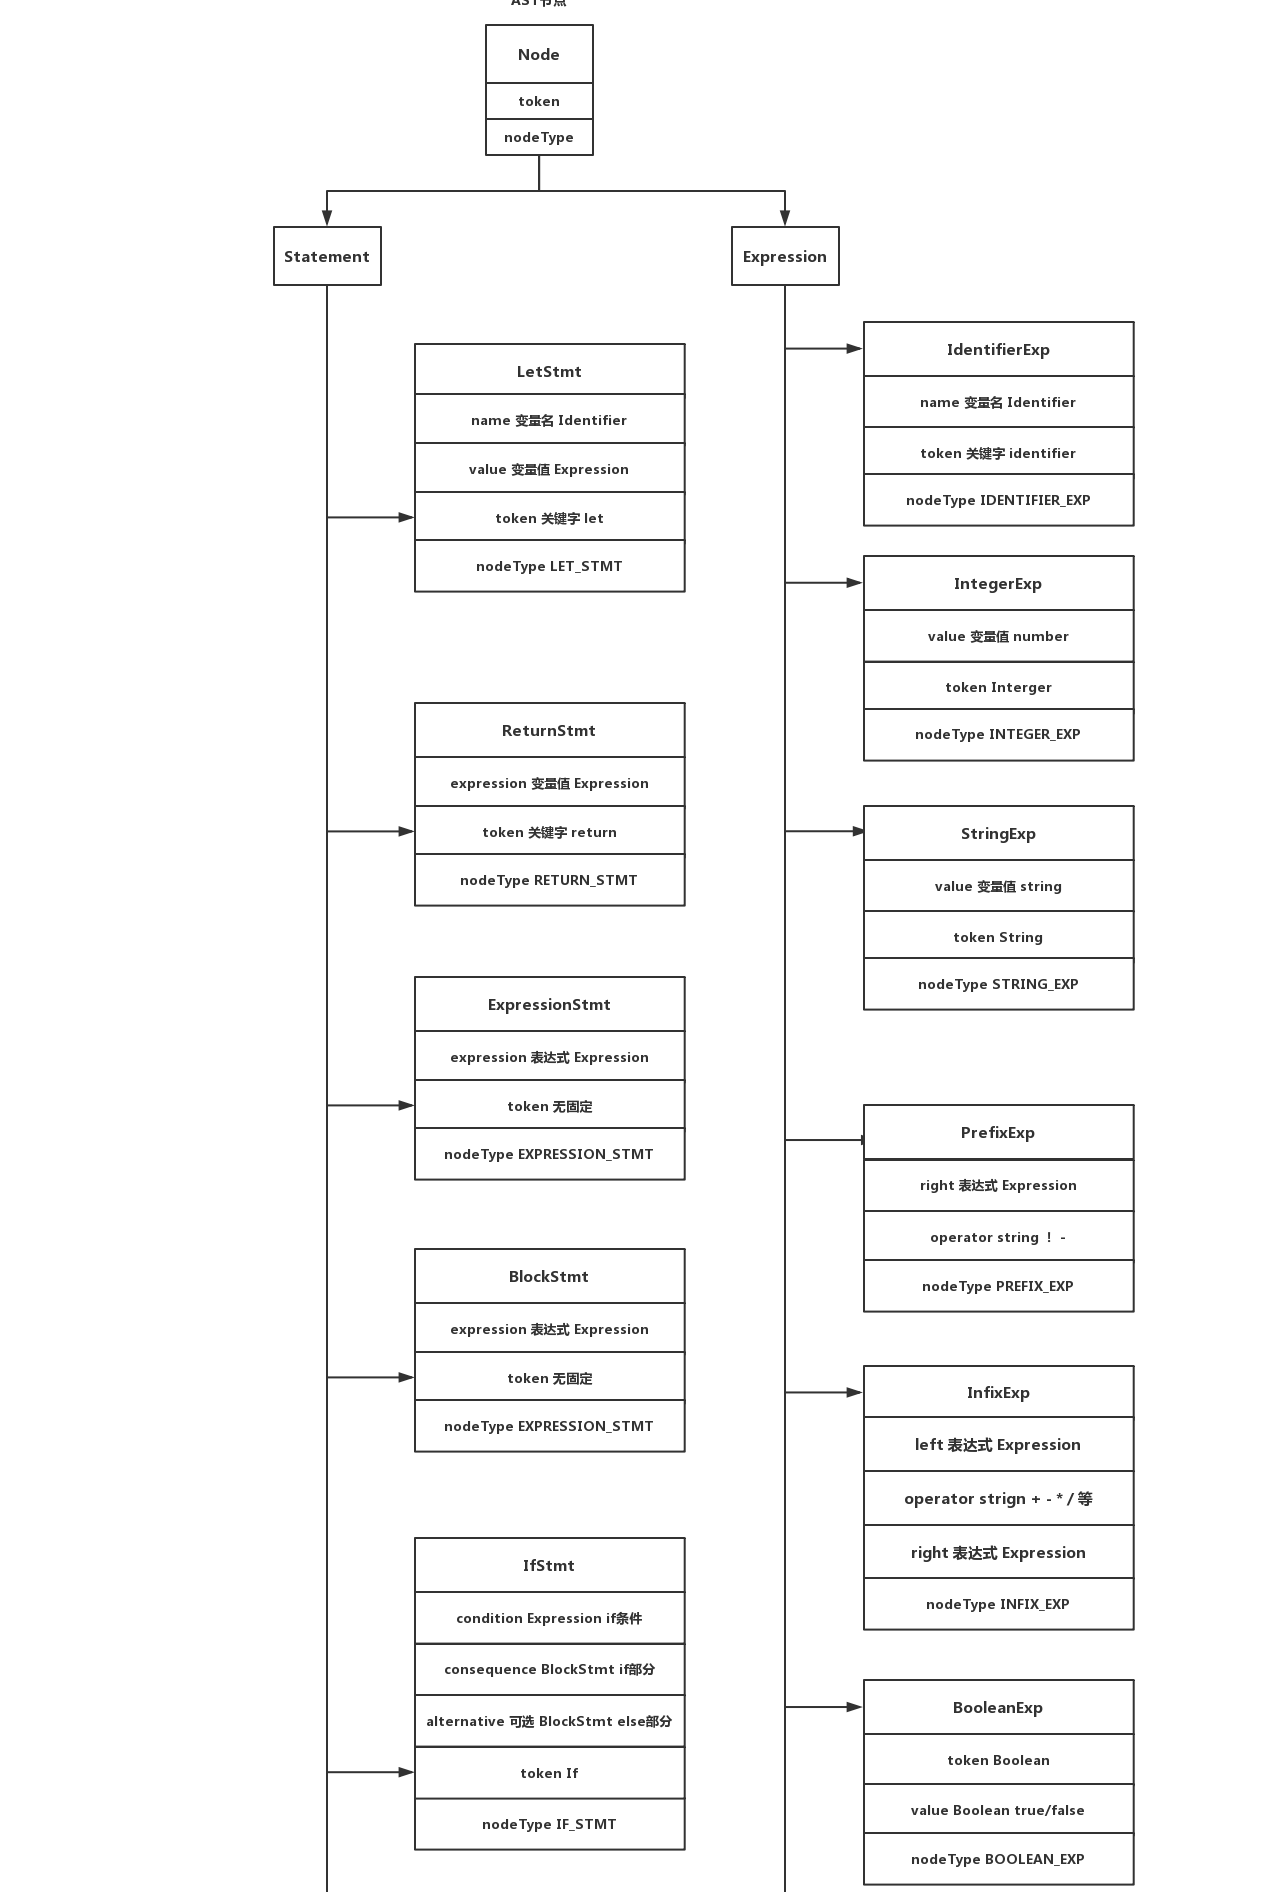 AST节点
Node
token
nodeType
Statement
Expression
LetStmt
name 变量名 Identifier
value 变量值 Expression
token 关键字 let
nodeType LET_STMT
ReturnStmt
expression 变量值 Expression
token 关键字 return
nodeType RETURN_STMT
ExpressionStmt
expression 表达式 Expression
token 无固定
nodeType EXPRESSION_STMT
BlockStmt
expression 表达式 Expression
token 无固定
nodeType EXPRESSION_STMT
IfStmt
condition Expression if条件
consequence BlockStmt if部分
alternative 可选 BlockStmt else部分
token If
nodeType IF_STMT
IdentifierExp
name 变量名 Identifier
token 关键字 identifier
nodeType IDENTIFIER_EXP
IntegerExp
value 变量值 number
token Interger
nodeType INTEGER_EXP
StringExp
value 变量值 string
token String
nodeType STRING_EXP
PrefixExp
right 表达式 Expression
operator string ！ -
nodeType PREFIX_EXP
InfixExp
left 表达式 Expression
operator strign + - * / 等
right 表达式 Expression
nodeType INFIX_EXP
BooleanExp
token Boolean
value Boolean true/false
nodeType BOOLEAN_EXP